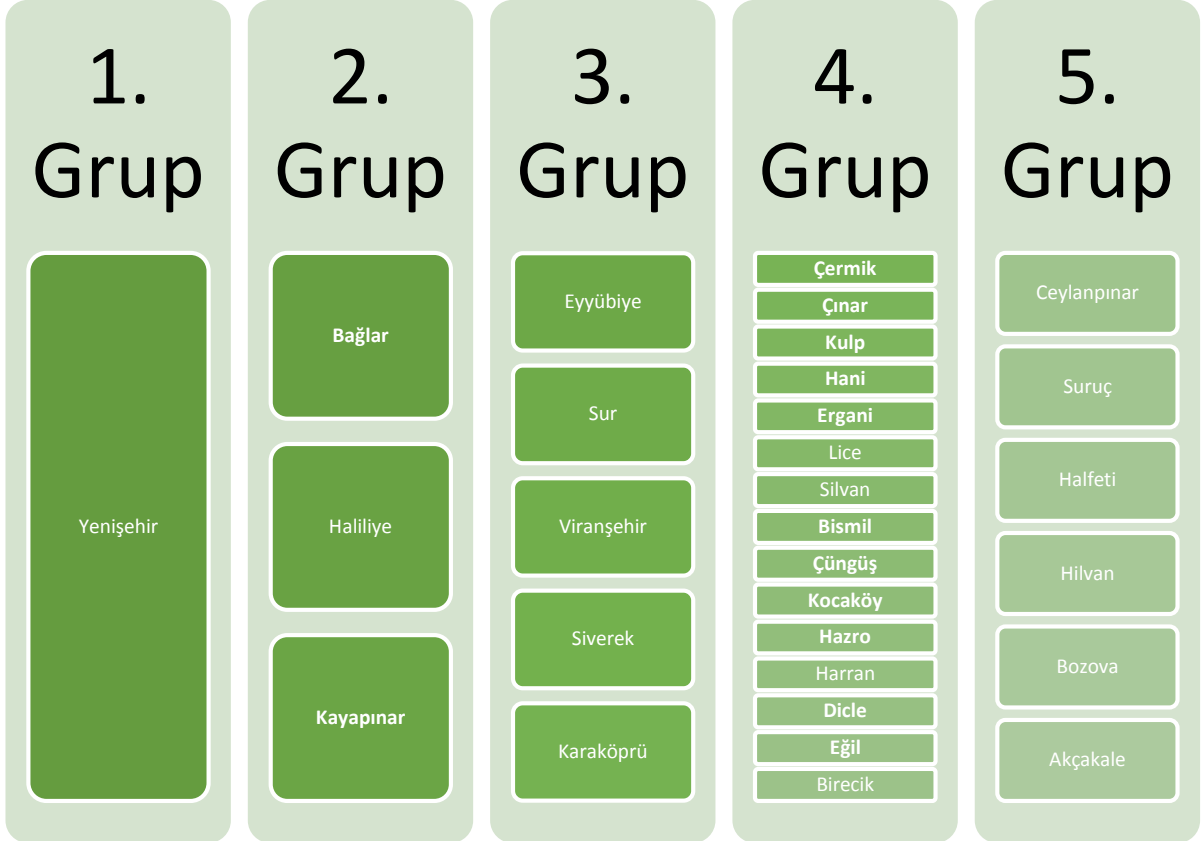 1.
Grup
Yenişehir
2.
Grup
Bağlar
Haliliye
Kayapınar
3.
Grup
Eyyübiye
Sur
Viranşehir
Siverek
Karaköprü
4.
Grup
Çermik
Çınar
Kulp
Hani
Ergani
Lice
Silvan
Bismil
Çüngüş
Kocaköy
Hazro
Harran
Dicle
Eğil
Birecik
5.
Grup
Ceylanpınar
Suruç
Halfeti
Hilvan
Bozova
Akçakale